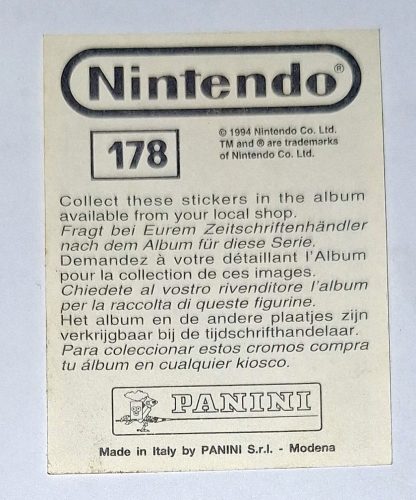 Nintendo®
178
© 1994 Nintendo Co. Ltd.
TM and ® are trademarks
of Nintendo Co. Ltd.
Collect these stickers in the album
available from your local shop.
Fragt bei Eurem Zeitschriftenhändler
nach dem Album für diese Serie.
Demandez à votre détaillant l'Album
pour la collection de ces images.
Chiedete al vostro rivenditore l'album
per la raccolta di queste figurine.
Het album en de andere plaatjes zijn
verkrijgbaar bij de tijdschrifthandelaar.
Para coleccionar estos cromos compra
tu álbum en cualquier kiosco.
PANINI
Made in Italy by PANINI S.r.l. - Modena